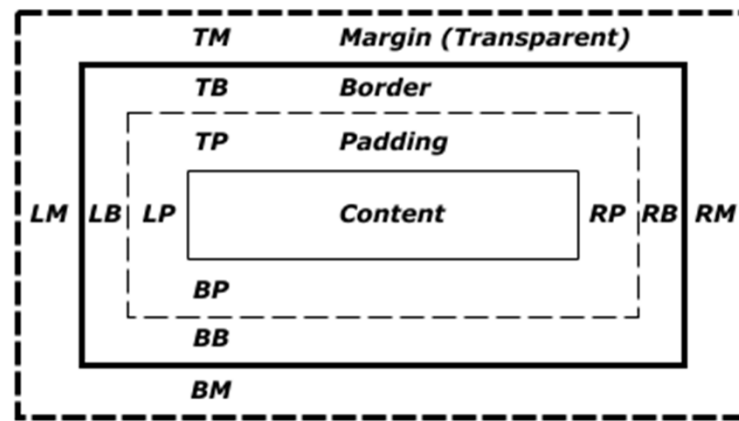 TM Margin (Transparent)
TB Border
TP Padding
LM LB LP Content RP RB RM
BP
BB
BM